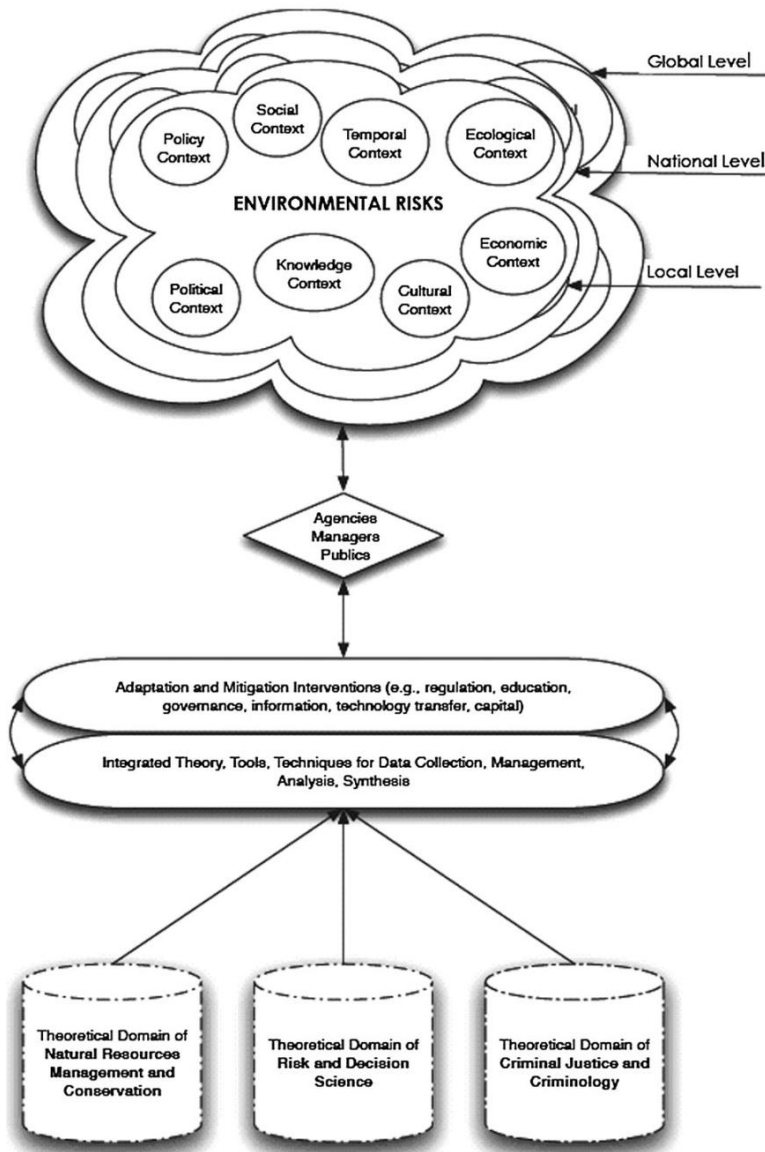 Global Level
Social
Context
Policy
Context
Temporal
Context
Ecological
Context
National Level
ENVIRONMENTAL RISKS
Economic
Context
Knowledge
Context
Political
Context
Cultural
Context
Local Level
Agencies
Managers
Publics
Adaptation and Mitigation Interventions (e.g., regulation, education,
governance, information, technology transfer, capital)
Integrated Theory, Tools, Techniques for Data Collection, Management,
Analysis, Synthesis
Theoretical Domain of
Natural Resources
Management and
Conservation
Theoretical Domain of
Risk and Decision
Science
Theoretical Domain of
Criminal Justice and
Criminology